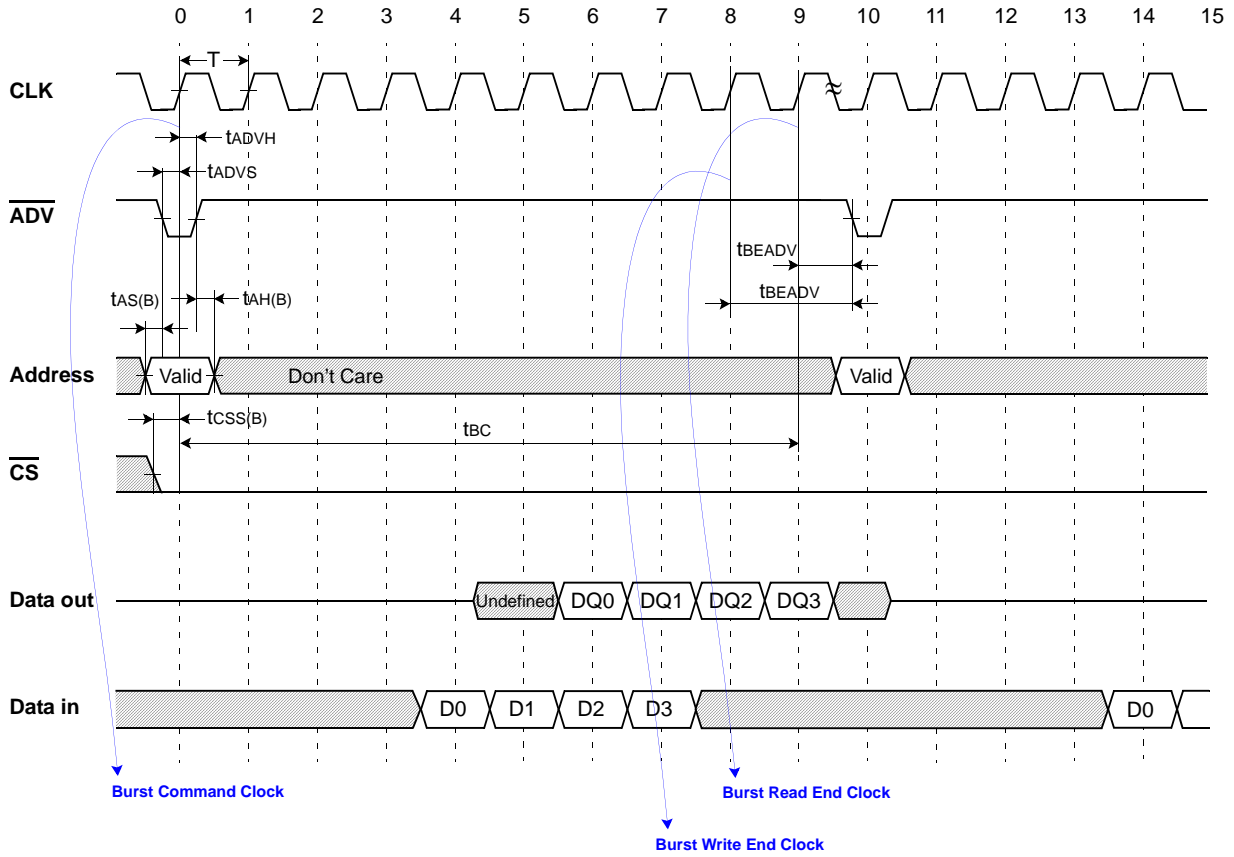 0 1 2 3 4 5 6 7 8 9 10 11 12 13 14 15
T
CLK
tADVH
tADVS
ADV
tBEADV
tBEADV
tAS(B) tAH(B)
Address Valid Don't Care Valid
tCSS(B)
tBC
CS
Data out Undefined DQ0 DQ1 DQ2 DQ3
Data in D0 D1 D2 D3 D0
Burst Command Clock
Burst Read End Clock
Burst Write End Clock